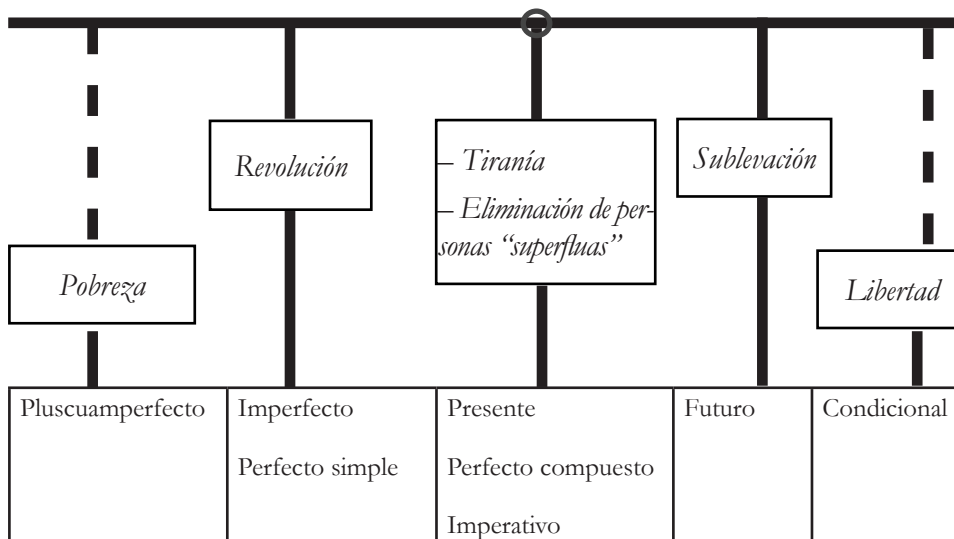 Revolución
– Tiranía
– Eliminación de per-
sonas “superfluas”
Sublevación
Pobreza
Libertad
Pluscuamperfecto
Imperfecto
Perfecto simple
Presente
Perfecto compuesto
Imperativo
Futuro
Condicional